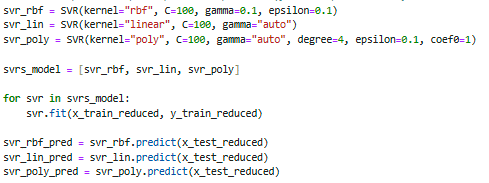 svr_rbf = SVR(kernel="rbf", C=100, gamma=0.1, epsilon=0.1)
svr_lin = SVR(kernel="linear", C=100, gamma="auto")
svr_poly = SVR(kernel="poly", C=100, gamma="auto", degree=4, epsilon=0.1, coef0=1)
svrs_model = [svr_rbf, svr_lin, svr_poly]
for svr in svrs_model:
    svr.fit(x_train_reduced, y_train_reduced)
svr_rbf_pred = svr_rbf.predict(x_test_reduced)
svr_lin_pred = svr_lin.predict(x_test_reduced)
svr_poly_pred = svr_poly.predict(x_test_reduced)